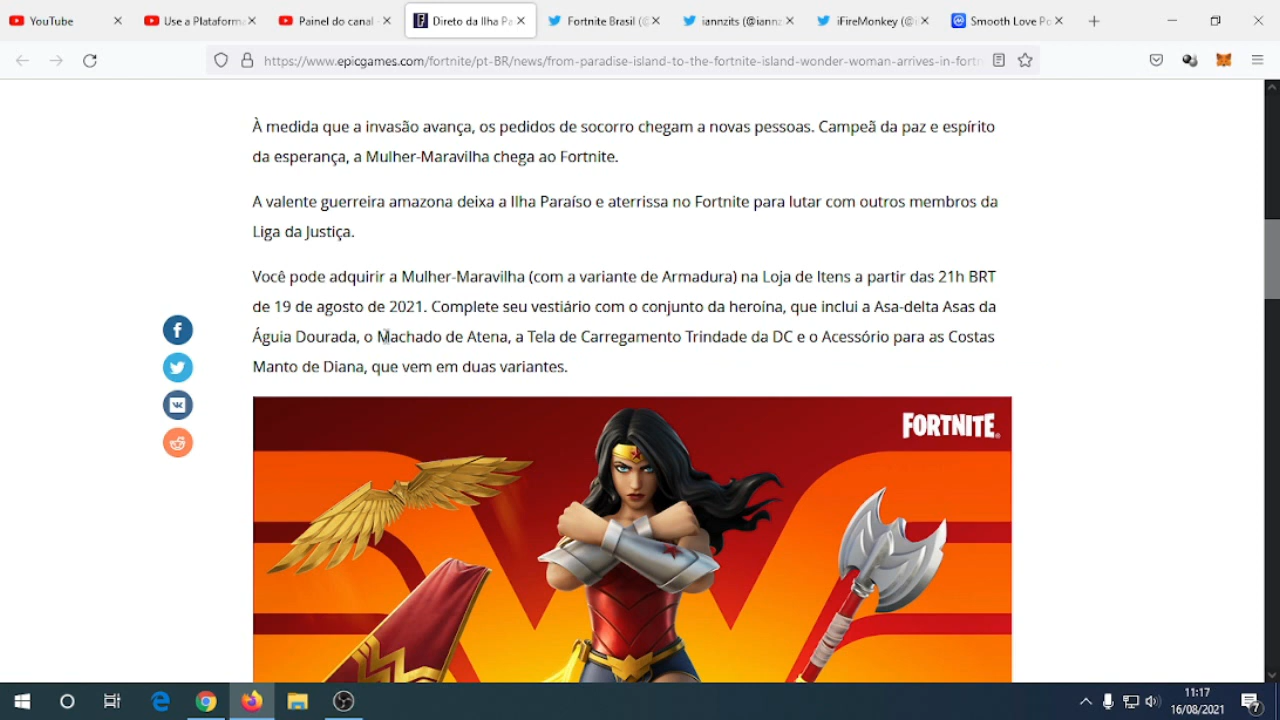 YouTube
Use a Plataform
Painel do canal -
Direto da Ilha Pa
Fortnite Brasil (@
iannzits (@iannz
iFireMonkey (@i
Smooth Love Po
https://www.epicgames.com/fortnite/pt-BR/news/from-paradise-island-to-the-fortnite-island-wonder-woman-arrives-in-fortn
À medida que a invasão avança, os pedidos de socorro chegam a novas pessoas. Campeã da paz e espírito
da esperança, a Mulher-Maravilha chega ao Fortnite.
A valente guerreira amazona deixa a Ilha Paraíso e aterrissa no Fortnite para lutar com outros membros da
Liga da Justiça.
Você pode adquirir a Mulher-Maravilha (com a variante de Armadura) na Loja de Itens a partir das 21h BRT
de 19 de agosto de 2021. Complete seu vestiário com o conjunto da heroína, que inclui a Asa-delta Asas da
Águia Dourada, o Machado de Atena, a Tela de Carregamento Trindade da DC e o Acessório para as Costas
Manto de Diana, que vem em duas variantes.
FORTNITE
11:17
16/08/2021
7